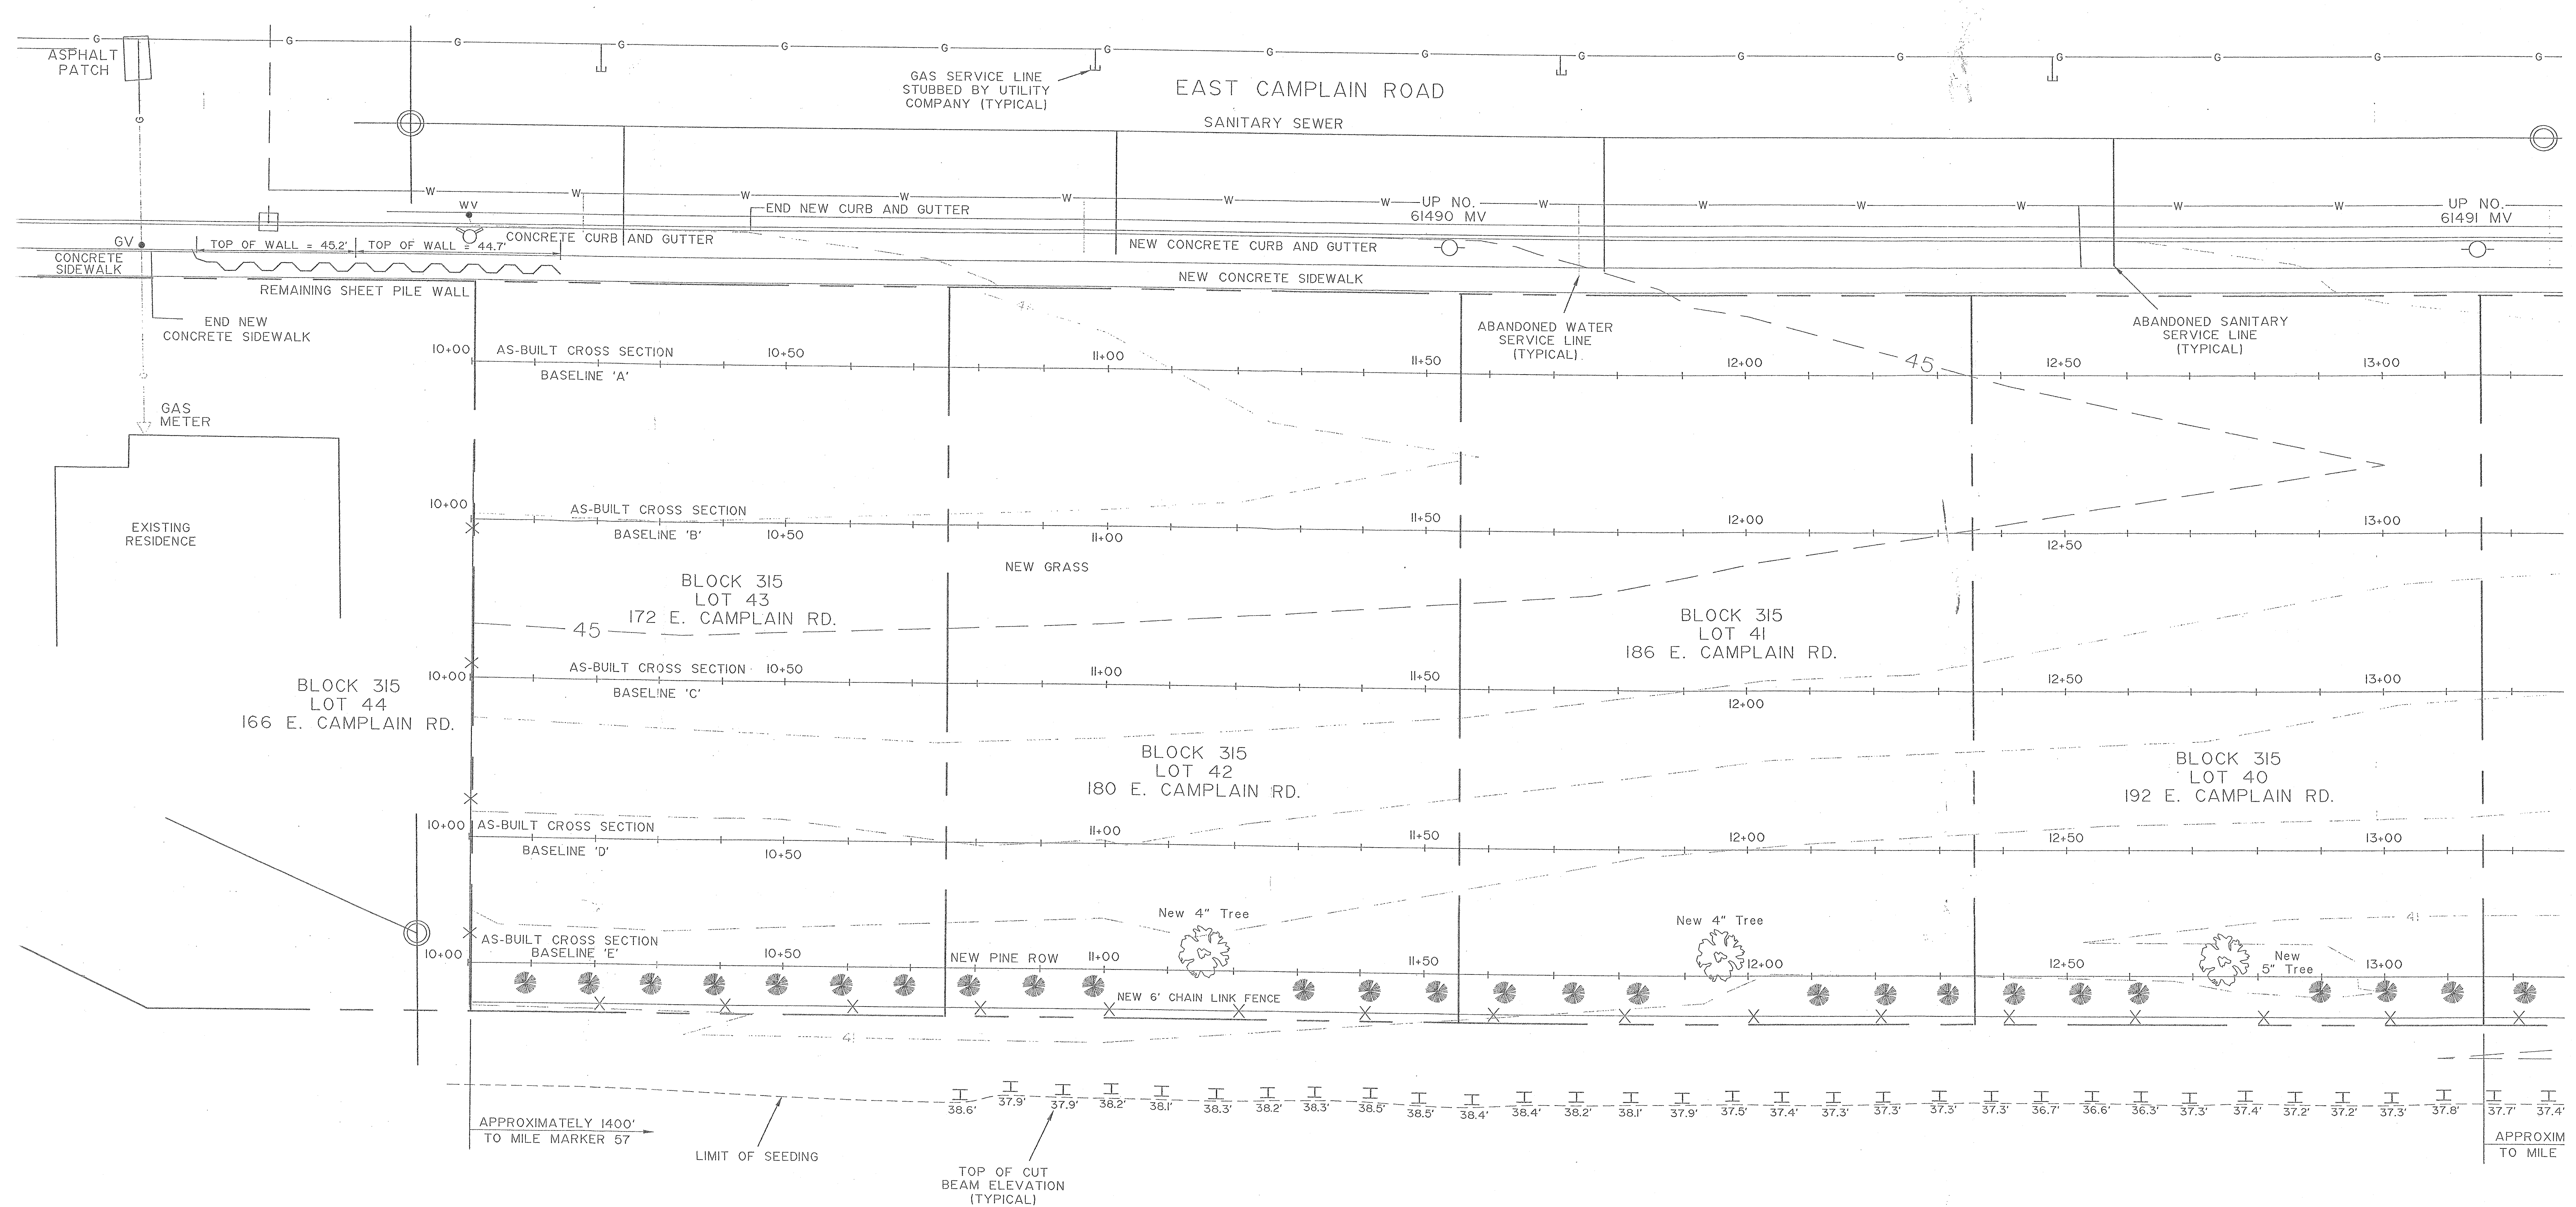 G G G G G G G G G G G G G G G G
ASPHALT
PATCH
GAS SERVICE LINE
STUBBED BY UTILITY
COMPANY (TYPICAL)
EAST CAMPLAIN ROAD
G
SANITARY SEWER
W W W W W W W W W W W W W
WV
END NEW CURB AND GUTTER
UP NO.
61490 MV
UP NO.
61491 MV
GV
TOP OF WALL = 45.2'
TOP OF WALL = 44.7'
CONCRETE CURB AND GUTTER
NEW CONCRETE CURB AND GUTTER
CONCRETE
SIDEWALK
NEW CONCRETE SIDEWALK
REMAINING SHEET PILE WALL
END NEW
CONCRETE SIDEWALK
ABANDONED WATER
SERVICE LINE
(TYPICAL)
ABANDONED SANITARY
SERVICE LINE
(TYPICAL)
10+00 AS-BUILT CROSS SECTION 10+50 11+00 11+50 12+00 45 12+50 13+00
BASELINE 'A'
GAS
METER
10+00 AS-BUILT CROSS SECTION 11+50 12+00 13+00
BASELINE 'B' 10+50 11+00 12+50
EXISTING
RESIDENCE
NEW GRASS
BLOCK 315
LOT 43
172 E. CAMPLAIN RD.
45
BLOCK 315
LOT 41
186 E. CAMPLAIN RD.
10+00 AS-BUILT CROSS SECTION 10+50 11+00 11+50 12+50 13+00
BASELINE 'C' 12+00
BLOCK 315
LOT 44
166 E. CAMPLAIN RD.
BLOCK 315
LOT 42
180 E. CAMPLAIN RD.
BLOCK 315
LOT 40
192 E. CAMPLAIN RD.
10+00 AS-BUILT CROSS SECTION 11+00 11+50 12+00 12+50 13+00
BASELINE 'D' 10+50
New 4" Tree
New 4" Tree
41
AS-BUILT CROSS SECTION
10+00 BASELINE 'E' 10+50 NEW PINE ROW 11+00 11+50 12+00 12+50 13+00
New
5" Tree
NEW 6' CHAIN LINK FENCE
41
38.6' 37.9' 37.9' 38.2' 38.1' 38.3' 38.2' 38.3' 38.5' 38.5' 38.4' 38.4' 38.2' 38.1' 37.9' 37.5' 37.4' 37.3' 37.3' 37.3' 37.3' 36.7' 36.6' 36.3' 37.3' 37.4' 37.2' 37.2' 37.3' 37.8' 37.7' 37.4'
APPROXIMATELY 1400'
TO MILE MARKER 57
LIMIT OF SEEDING
TOP OF CUT
BEAM ELEVATION
(TYPICAL)
APPROXIM
TO MILE